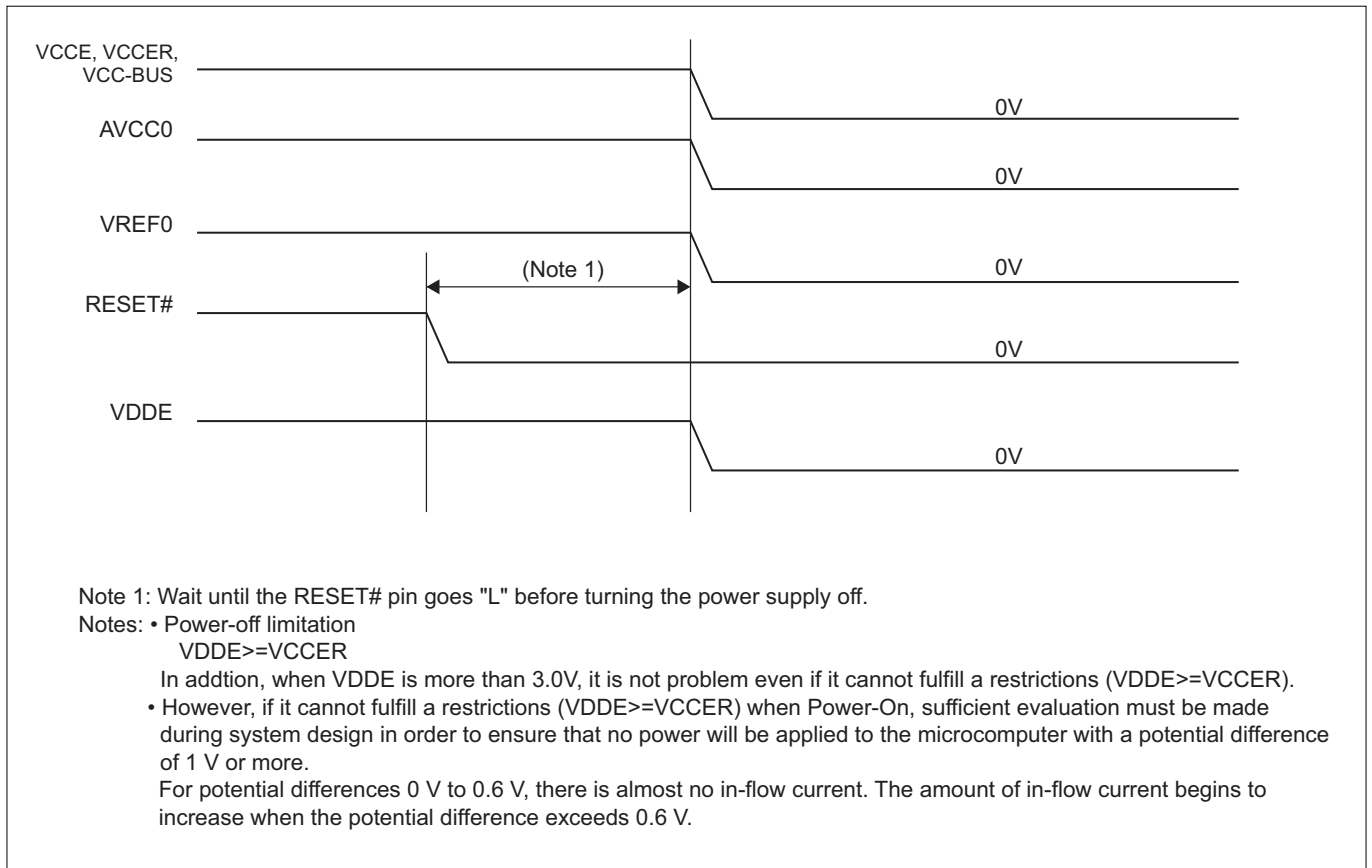 VCCE, VCCER,
VCC-BUS
0V
AVCC0
0V
VREF0
(Note 1)
0V
RESET#
0V
VDDE
0V
Note 1: Wait until the RESET# pin goes "L" before turning the power supply off.
Notes: • Power-off limitation
VDDE>=VCCER
In addtion, when VDDE is more than 3.0V, it is not problem even if it cannot fulfill a restrictions (VDDE>=VCCER).
• However, if it cannot fulfill a restrictions (VDDE>=VCCER) when Power-On, sufficient evaluation must be made
during system design in order to ensure that no power will be applied to the microcomputer with a potential difference
of 1 V or more.
For potential differences 0 V to 0.6 V, there is almost no in-flow current. The amount of in-flow current begins to
increase when the potential difference exceeds 0.6 V.